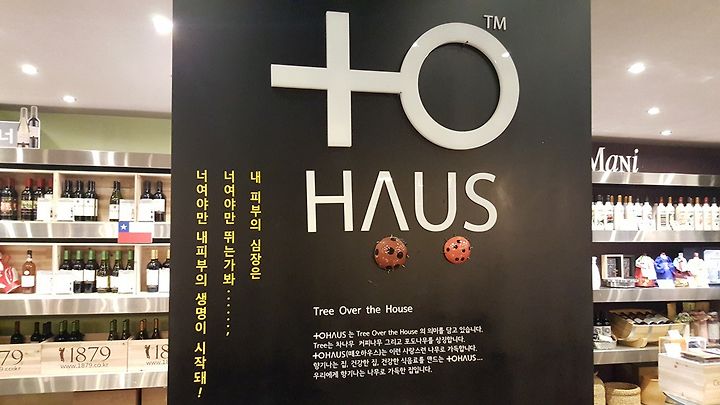 TM
HAUS
내 피부의 심장은
너여야만 뛰는가봐......,
너여야만 내피부의 생명이 시작돼!
Tree Over the House
+OHAUS 는 Tree Over the House 의 의미를 담고 있습니다.
Tree는 차나무 커피나무 그리고 포도나무를 상징합니다.
+OHAUS(떼오하우스)는 이런 사랑스런 나무로 가득합니다.
향기나는 집, 건강한 집, 건강한 식음료를 만드는 +OHAUS...
우리에게 향기나는 나무로 가득한 집입니다.
너
Mani
1879
www.1879.co.kr
1879
18